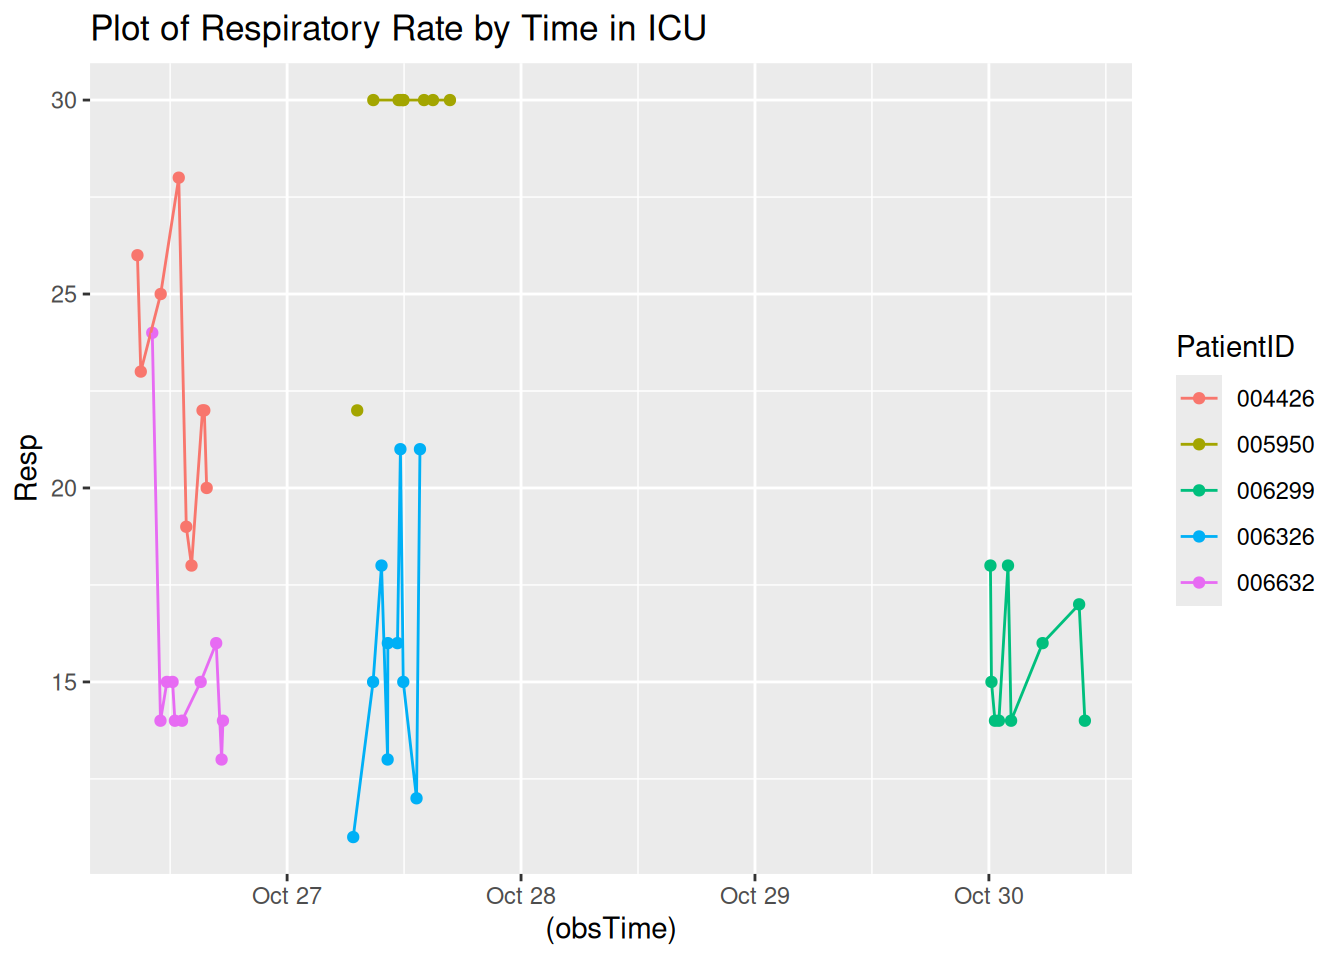 Plot of Respiratory Rate by Time in ICU
30
25
20
15
Resp
Oct 27 Oct 28 Oct 29 Oct 30
(obsTime)
PatientID
004426
005950
006299
006326
006632